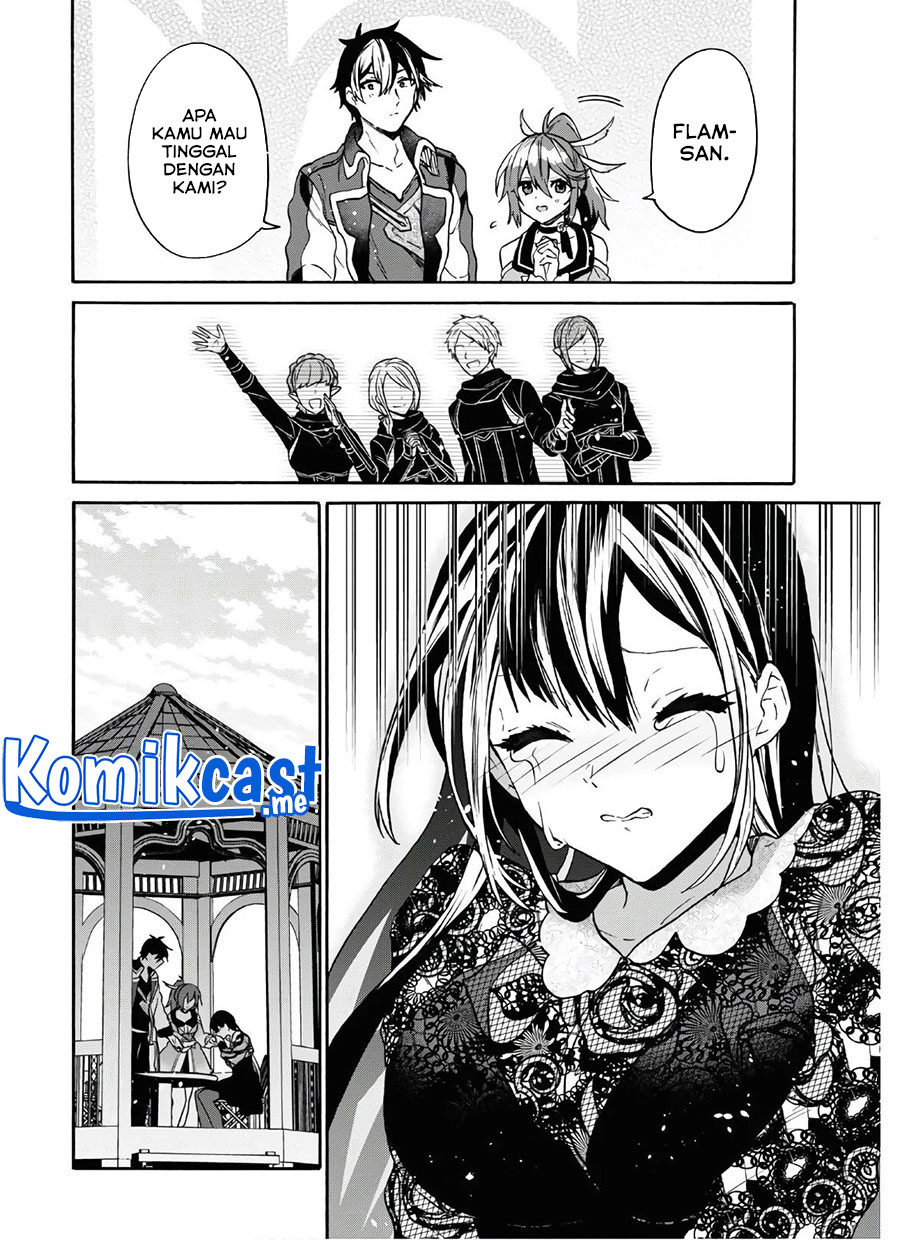 FLAM-
SAN.
APA
KAMU MAU
TINGGAL
DENGAN
KAMI?
Komikcast
.me